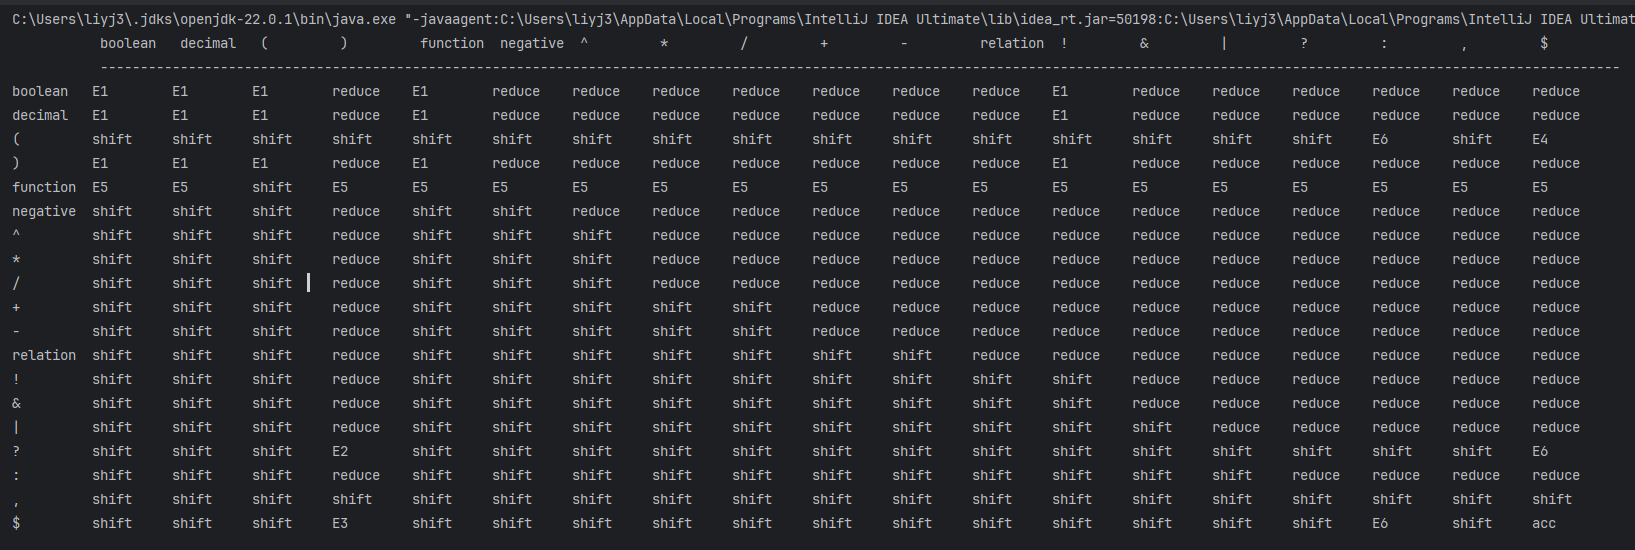 C:\Users\liyj3\.jdks\openjdk-22.0.1\bin\java.exe "-javaagent:C:\Users\liyj3\AppData\Local\Programs\IntelliJ IDEA Ultimate\lib\idea_rt.jar=50198:C:\Users\liyj3\AppData\Local\Programs\IntelliJ IDEA Ultimat
boolean decimal ( ) function negative ^ * / + - relation ! & | ? : , $
----------------------------------------------------------------------------------------------------------------------------------------------------------------------------------------------
boolean E1 E1 E1 reduce E1 reduce reduce reduce reduce reduce reduce reduce E1 reduce reduce reduce reduce reduce reduce
decimal E1 E1 E1 reduce E1 reduce reduce reduce reduce reduce reduce reduce E1 reduce reduce reduce reduce reduce reduce
( shift shift shift shift shift shift shift shift shift shift shift shift shift shift shift shift E6 shift E4
) E1 E1 E1 reduce E1 reduce reduce reduce reduce reduce reduce reduce E1 reduce reduce reduce reduce reduce reduce
function E5 E5 shift E5 E5 E5 E5 E5 E5 E5 E5 E5 E5 E5 E5 E5 E5 E5 E5
negative shift shift shift reduce shift shift reduce reduce reduce reduce reduce reduce reduce reduce reduce reduce reduce reduce reduce
^ shift shift shift reduce shift shift shift reduce reduce reduce reduce reduce reduce reduce reduce reduce reduce reduce reduce
* shift shift shift reduce shift shift shift reduce reduce reduce reduce reduce reduce reduce reduce reduce reduce reduce reduce
/ shift shift shift reduce shift shift shift reduce reduce reduce reduce reduce reduce reduce reduce reduce reduce reduce reduce
+ shift shift shift reduce shift shift shift shift shift reduce reduce reduce reduce reduce reduce reduce reduce reduce reduce
- shift shift shift reduce shift shift shift shift shift reduce reduce reduce reduce reduce reduce reduce reduce reduce reduce
relation shift shift shift reduce shift shift shift shift shift shift shift reduce reduce reduce reduce reduce reduce reduce reduce
! shift shift shift reduce shift shift shift shift shift shift shift shift shift reduce reduce reduce reduce reduce reduce
& shift shift shift reduce shift shift shift shift shift shift shift shift shift reduce reduce reduce reduce reduce reduce
| shift shift shift reduce shift shift shift shift shift shift shift shift shift shift reduce reduce reduce reduce reduce
? shift shift shift E2 shift shift shift shift shift shift shift shift shift shift shift shift shift shift E6
: shift shift shift reduce shift shift shift shift shift shift shift shift shift shift shift reduce reduce reduce reduce
, shift shift shift shift shift shift shift shift shift shift shift shift shift shift shift shift shift shift shift
$ shift shift shift E3 shift shift shift shift shift shift shift shift shift shift shift shift E6 shift acc